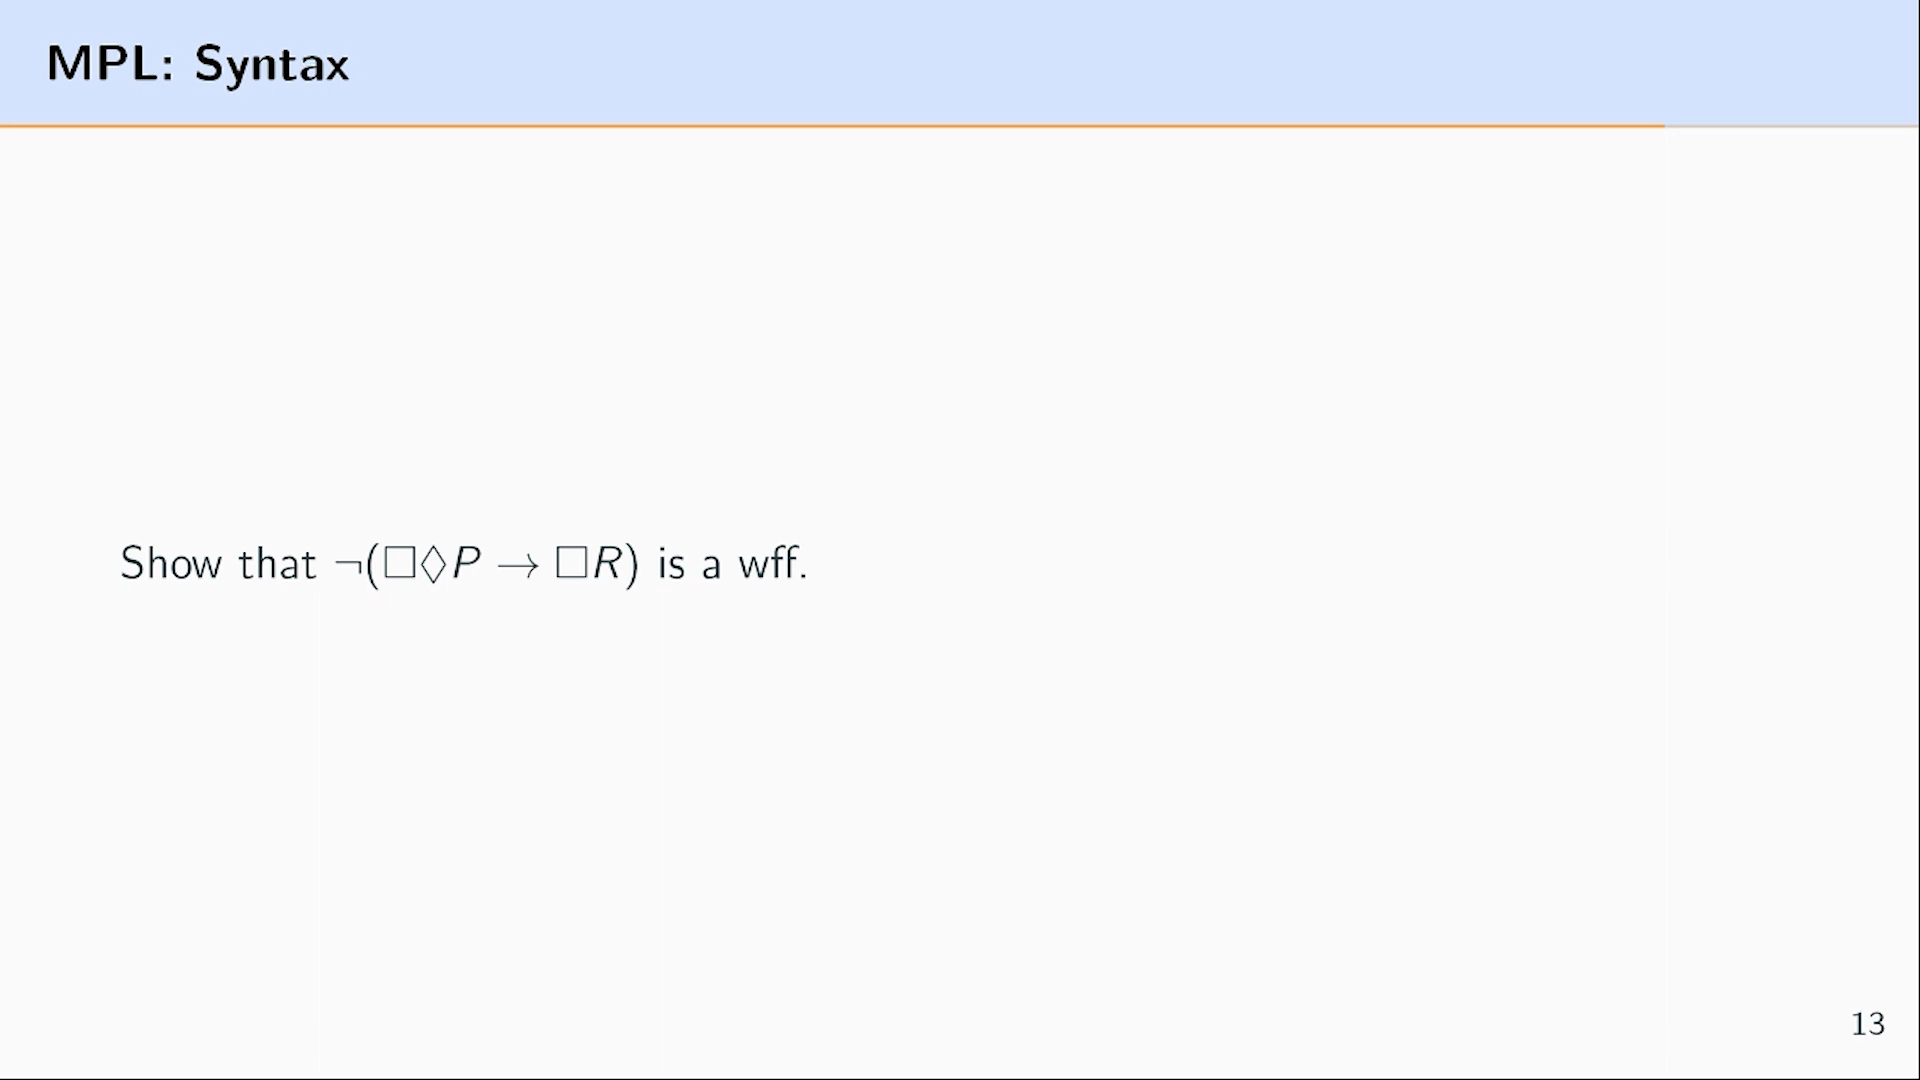 MPL: Syntax
Show that ¬(□◇P → □R) is a wff.
13